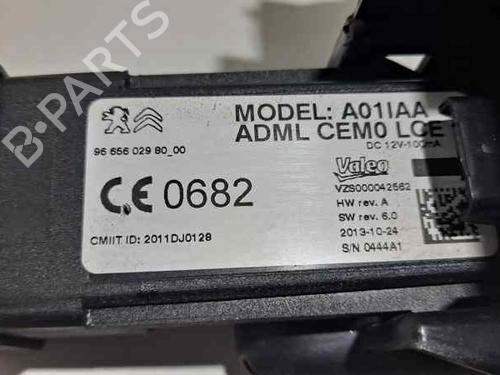 B-PARTS
MODEL: A01IAA
ADML CEM0 LCE
DC 12V-100mA
96 656 029 80_00
Valeo
VZS000042562
CE 0682
HW rev. A
SW rev. 6.0
2013-10-24
CMIIT ID: 2011DJ0128
S/N 0444A1